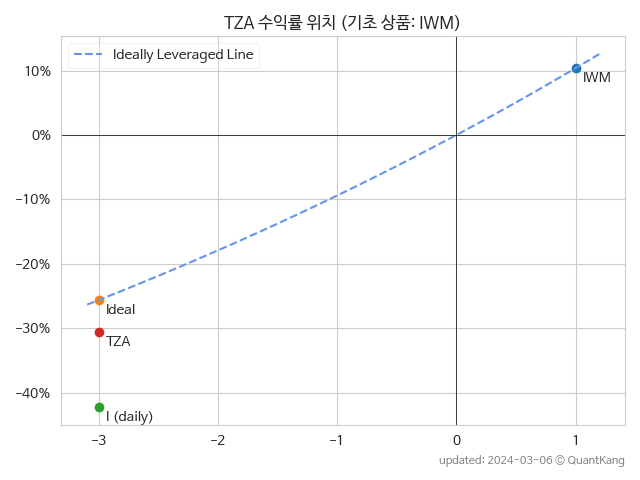 TZA 수익률 위치 (기초 상품: IWM)
Ideally Leveraged Line
10%
IWM
0%
−10%
−20%
Ideal
−30%
TZA
−40%
I (daily)
−3 −2 −1 0 1
updated: 2024-03-06 © QuantKang